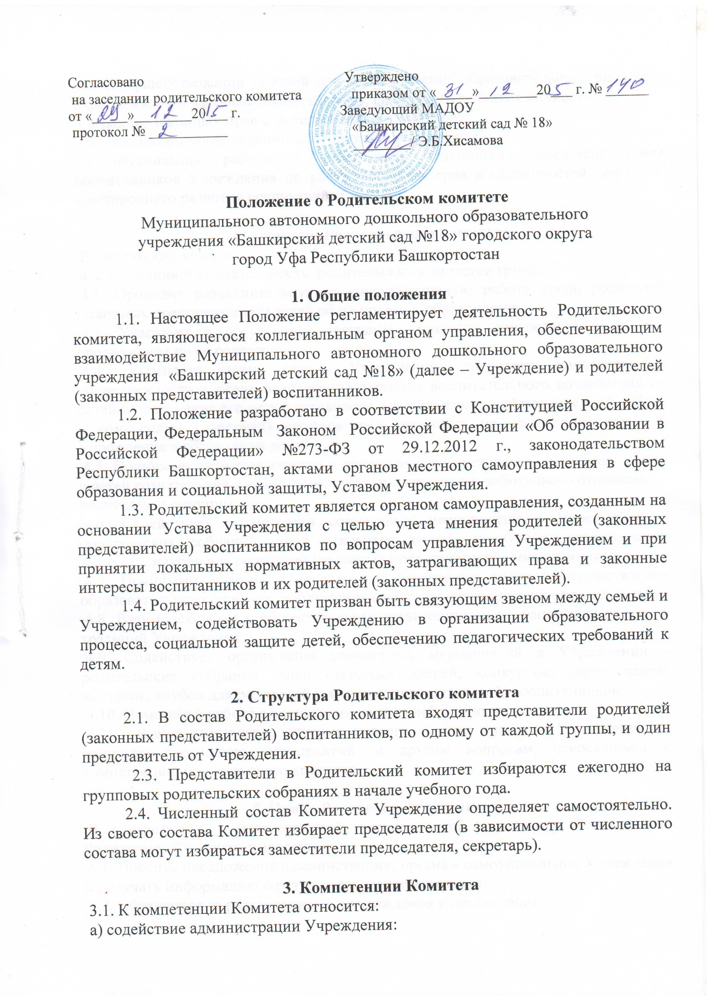 Согласовано
на заседании родительского комитета
от «29» 12 2015 г.
протокол № 2
Утверждено
приказом от «31» 12 205 г. № 140
Заведующий МАДОУ
«Башкирский детский сад № 18»
/ Э.Б.Хисамова
Положение о Родительском комитете
Муниципального автономного дошкольного образовательного
учреждения «Башкирский детский сад №18» городского округа
город Уфа Республики Башкортостан
1. Общие положения
1.1. Настоящее Положение регламентирует деятельность Родительского
комитета, являющегося коллегиальным органом управления, обеспечивающим
взаимодействие Муниципального автономного дошкольного образовательного
учреждения «Башкирский детский сад №18» (далее – Учреждение) и родителей
(законных представителей) воспитанников.
1.2. Положение разработано в соответствии с Конституцией Российской
Федерации, Федеральным Законом Российской Федерации «Об образовании в
Российской Федерации» №273-ФЗ от 29.12.2012 г., законодательством
Республики Башкортостан, актами органов местного самоуправления в сфере
образования и социальной защиты, Уставом Учреждения.
1.3. Родительский комитет является органом самоуправления, созданным на
основании Устава Учреждения с целью учета мнения родителей (законных
представителей) воспитанников по вопросам управления Учреждением и при
принятии локальных нормативных актов, затрагивающих права и законные
интересы воспитанников и их родителей (законных представителей).
1.4. Родительский комитет призван быть связующим звеном между семьей и
Учреждением, содействовать Учреждению в организации образовательного
процесса, социальной защите детей, обеспечению педагогических требований к
детям.
2. Структура Родительского комитета
2.1. В состав Родительского комитета входят представители родителей
(законных представителей) воспитанников, по одному от каждой группы, и один
представитель от Учреждения.
2.3. Представители в Родительский комитет избираются ежегодно на
групповых родительских собраниях в начале учебного года.
2.4. Численный состав Комитета Учреждение определяет самостоятельно.
Из своего состава Комитет избирает председателя (в зависимости от численного
состава могут избираться заместители председателя, секретарь).
3. Компетенции Комитета
3.1. К компетенции Комитета относится:
а) содействие администрации Учреждения: